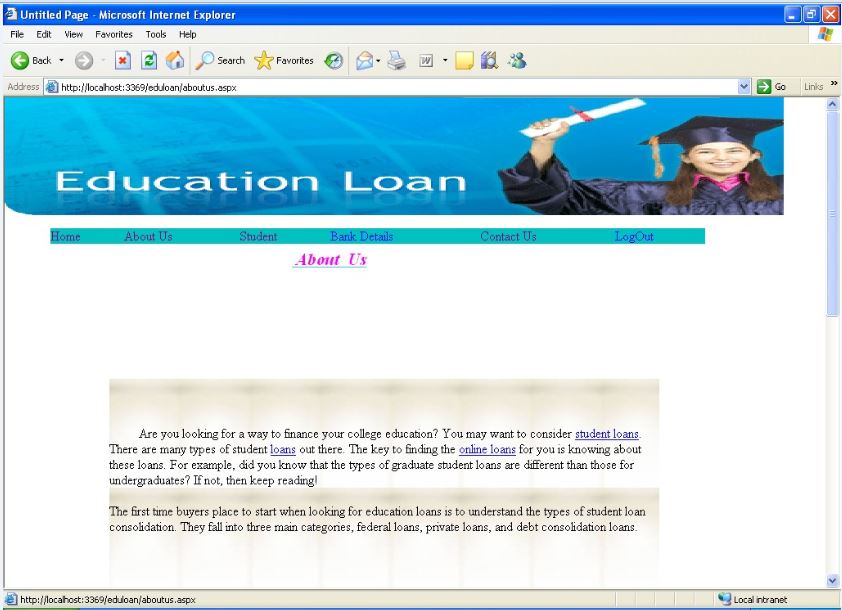 Untitled Page - Microsoft Internet Explorer
File Edit View Favorites Tools Help
Back Search Favorites W
Address http://localhost:3369/eduloan/aboutus.aspx Go Links »
Education Loan
Home About Us Student Bank Details Contact Us LogOut
About Us
Are you looking for a way to finance your college education? You may want to consider student loans.
There are many types of student loans out there. The key to finding the online loans for you is knowing about
these loans. For example, did you know that the types of graduate student loans are different than those for
undergraduates? If not, then keep reading!
The first time buyers place to start when looking for education loans is to understand the types of student loan
consolidation. They fall into three main categories, federal loans, private loans, and debt consolidation loans.
http://localhost:3369/eduloan/aboutus.aspx Local intranet